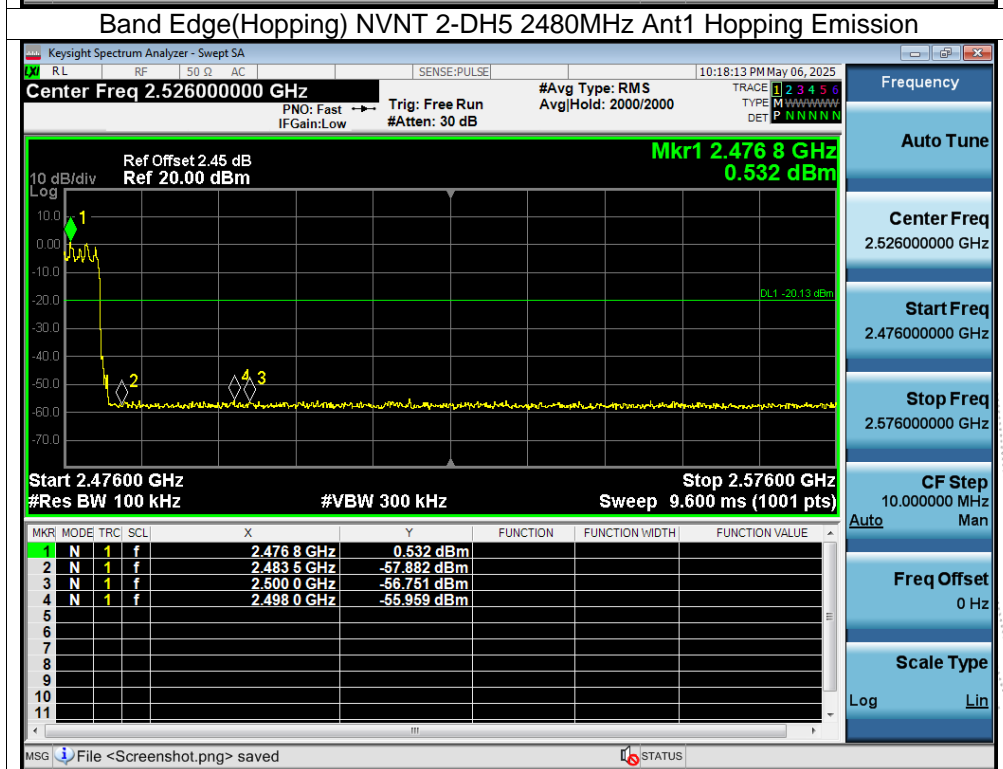 Band Edge(Hopping) NVNT 2-DH5 2480MHz Ant1 Hopping Emission
Keysight Spectrum Analyzer - Swept SA
LXI RL RF 50 Ω AC SENSE:PULSE 10:18:13 PM May 06, 2025
Center Freq 2.526000000 GHz #Avg Type: RMS TRACE 1 2 3 4 5 6
PNO: Fast Trig: Free Run Avg|Hold: 2000/2000 TYPE M WWWWW
IFGain:Low #Atten: 30 dB DET P N N N N N
Frequency
Auto Tune
Mkr1 2.476 8 GHz
Ref Offset 2.45 dB
10 dB/div Ref 20.00 dBm 0.532 dBm
Log
10.0
0.00
-10.0
-20.0
-30.0
-40.0
-50.0
-60.0
-70.0
1
2
4
3
DL1 -20.13 dBm
Start 2.47600 GHz Stop 2.57600 GHz
#Res BW 100 kHz #VBW 300 kHz Sweep 9.600 ms (1001 pts)
Center Freq
2.526000000 GHz
Start Freq
2.476000000 GHz
Stop Freq
2.576000000 GHz
CF Step
10.000000 MHz
Auto Man
Freq Offset
0 Hz
Scale Type
Log Lin
MKR MODE TRC SCL X Y FUNCTION FUNCTION WIDTH FUNCTION VALUE
1 N 1 f 2.476 8 GHz 0.532 dBm
2 N 1 f 2.483 5 GHz -57.882 dBm
3 N 1 f 2.500 0 GHz -56.751 dBm
4 N 1 f 2.498 0 GHz -55.959 dBm
5
6
7
8
9
10
11
MSG File <Screenshot.png> saved STATUS